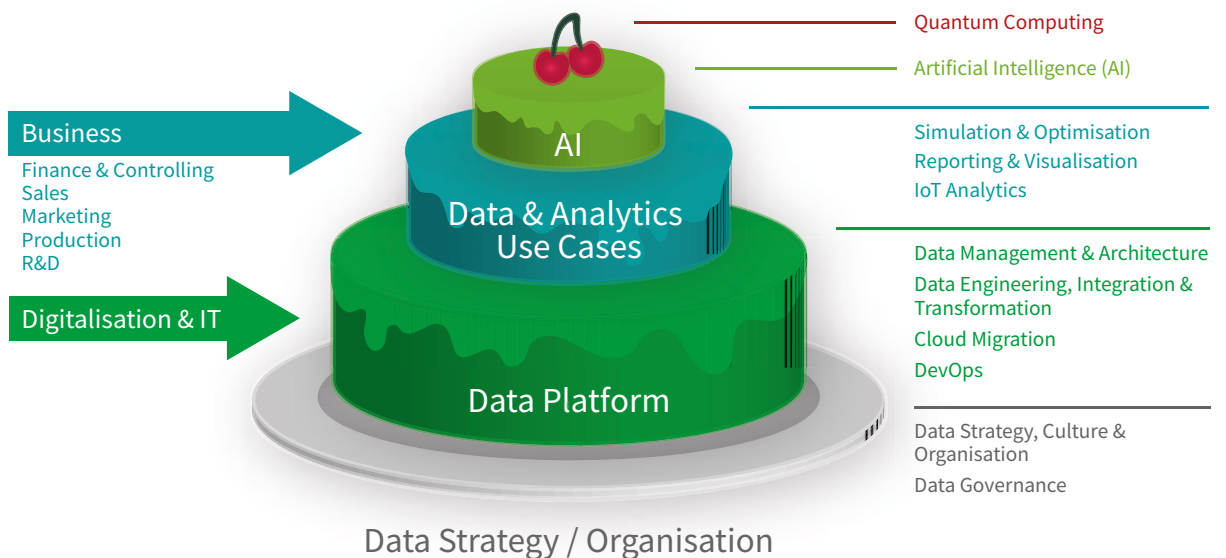 Quantum Computing
Artificial Intelligence (AI)
Business
Finance & Controlling
Sales
Marketing
Production
R&D
Digitalisation & IT
AI
Data & Analytics
Use Cases
Data Platform
Simulation & Optimisation
Reporting & Visualisation
IoT Analytics
Data Management & Architecture
Data Engineering, Integration &
Transformation
Cloud Migration
DevOps
Data Strategy, Culture &
Organisation
Data Governance
Data Strategy / Organisation